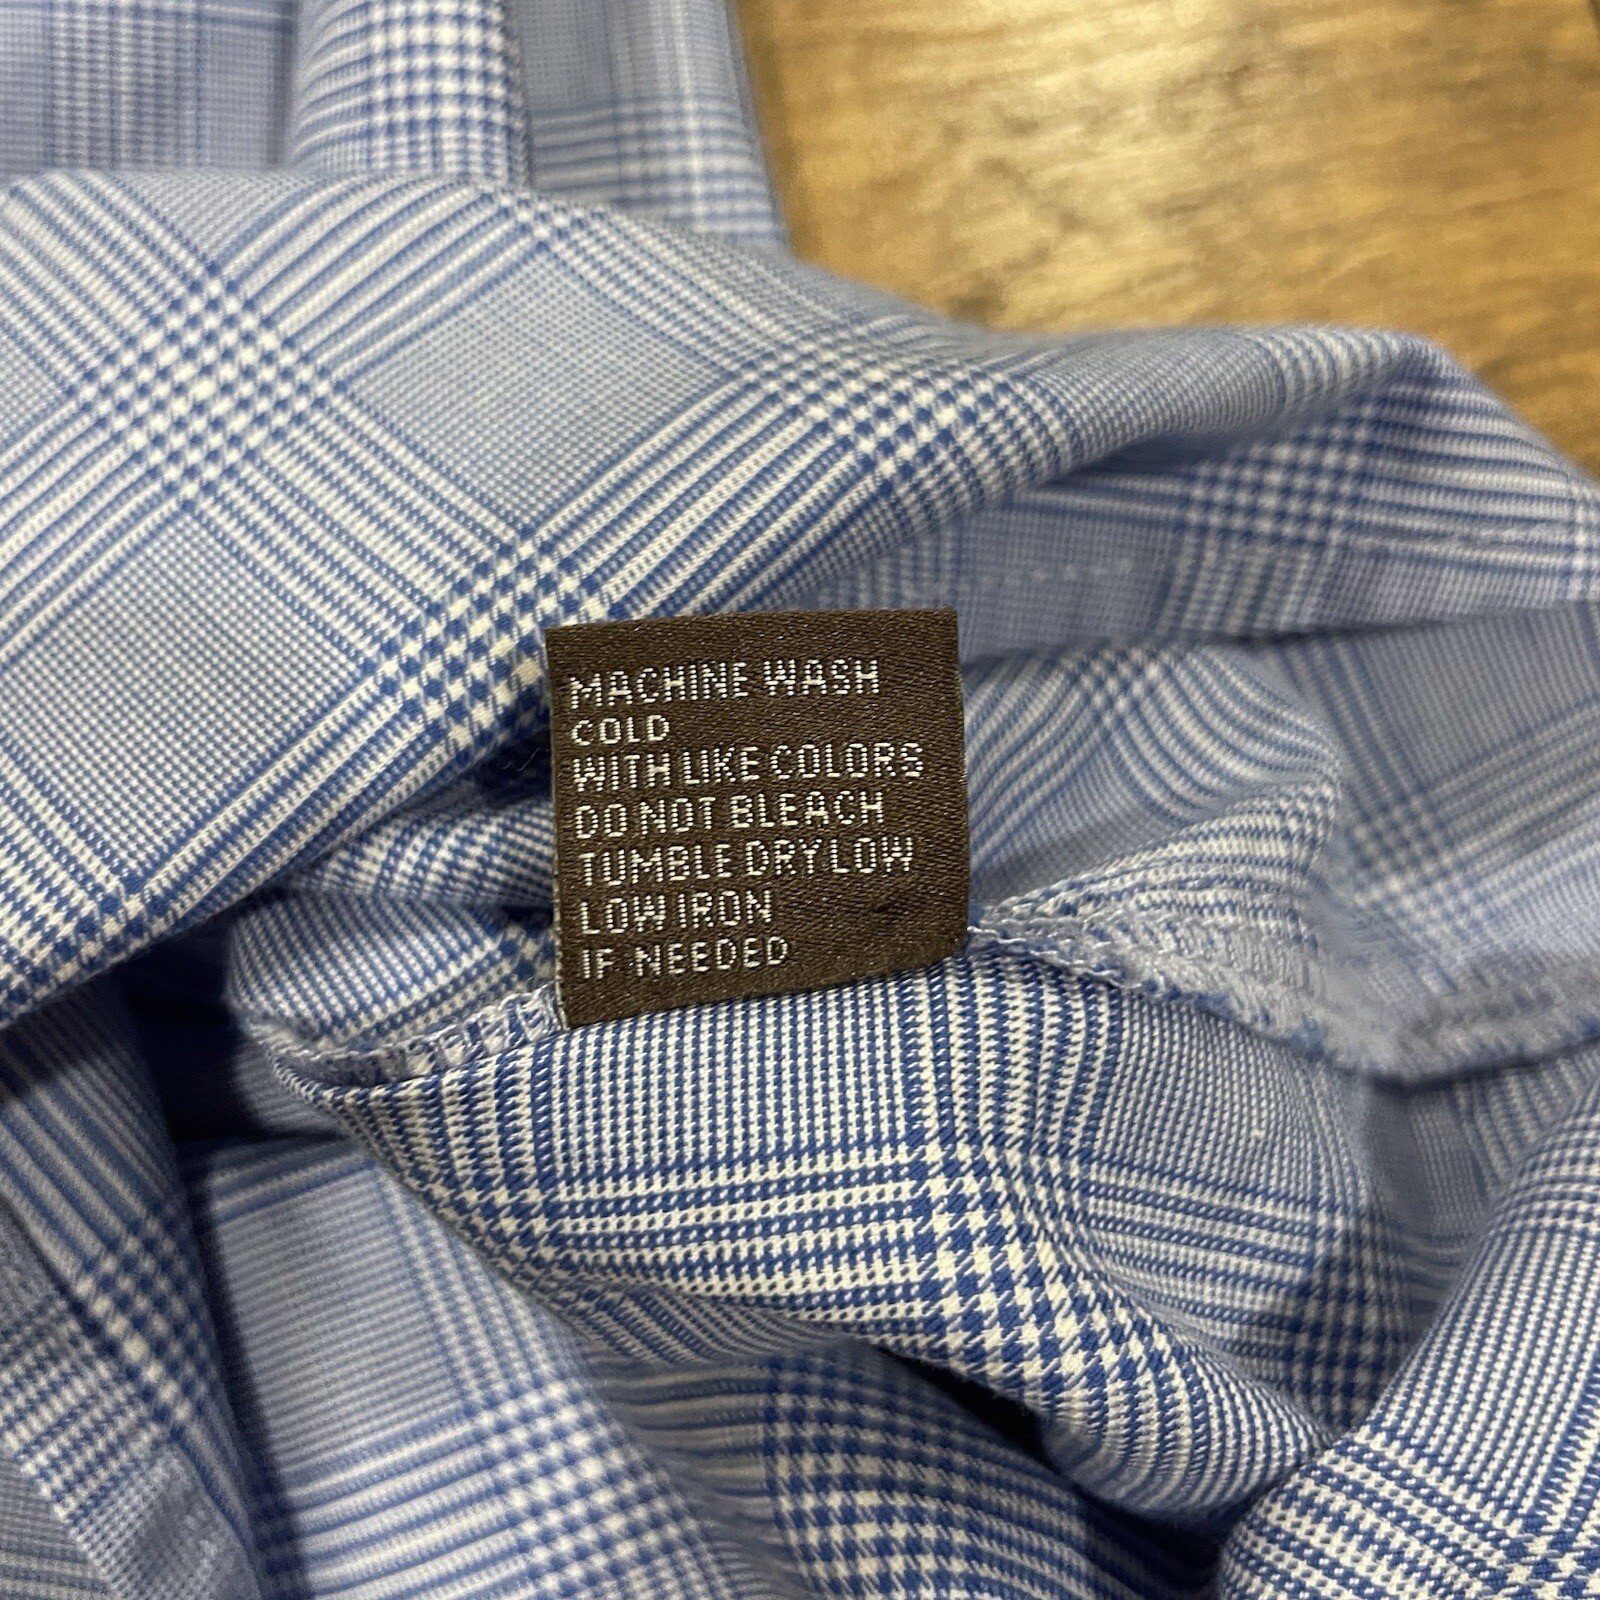 MACHINE WASH
COLD
WITH LIKE COLORS
DO NOT BLEACH
TUMBLE DRY LOW
LOW IRON
IF NEEDED